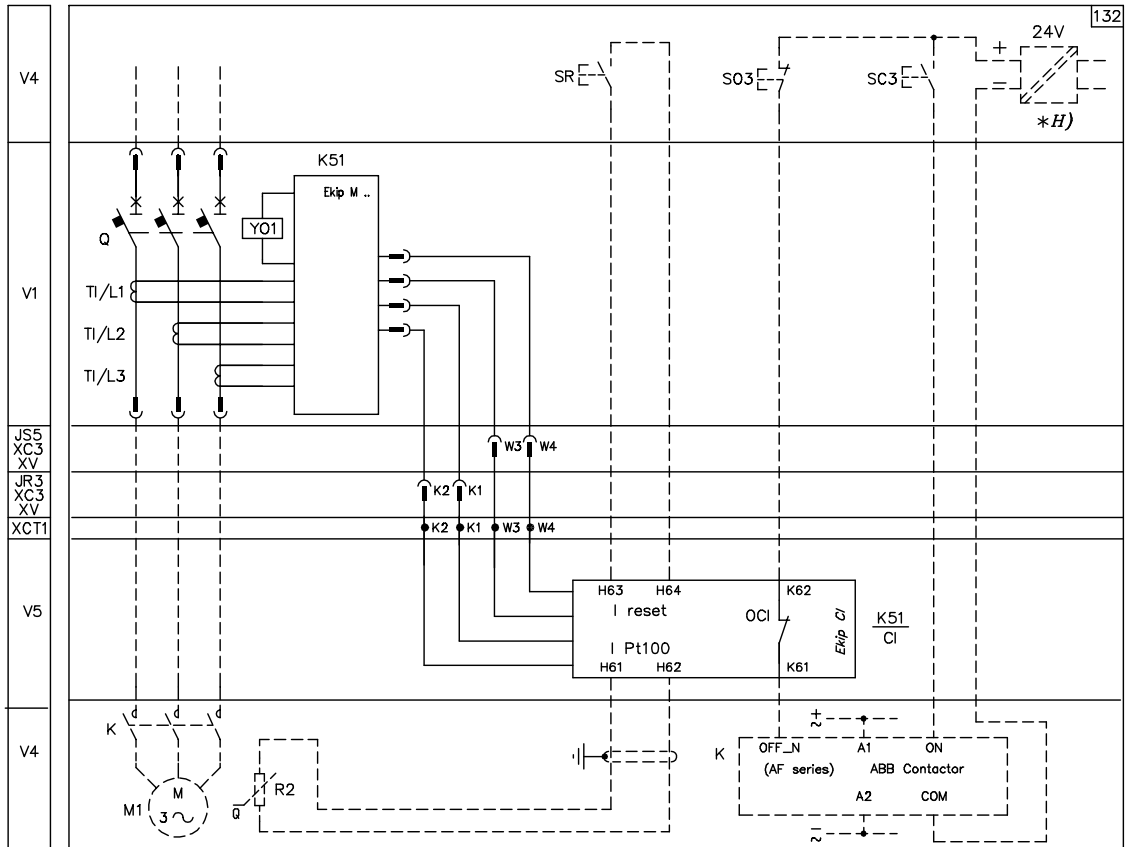 132
24V
V4
SR
SO3
SC3
+
−
*H)
K51
Ekip M ..
YO1
Q
V1
TI/L1
TI/L2
TI/L3
JS5
XC3
XV
W3 W4
JR3
XC3
XV
K2 K1
XCT1
K2 K1 W3 W4
H63 H64 K62
V5
I reset
OCI
Ekip CI
K51
CI
I Pt100
H61 H62 K61
K
V4
M1
M
3
R2
Q
+
~
K
OFF_N A1 ON
(AF series) ABB Contactor
A2 COM
−
~